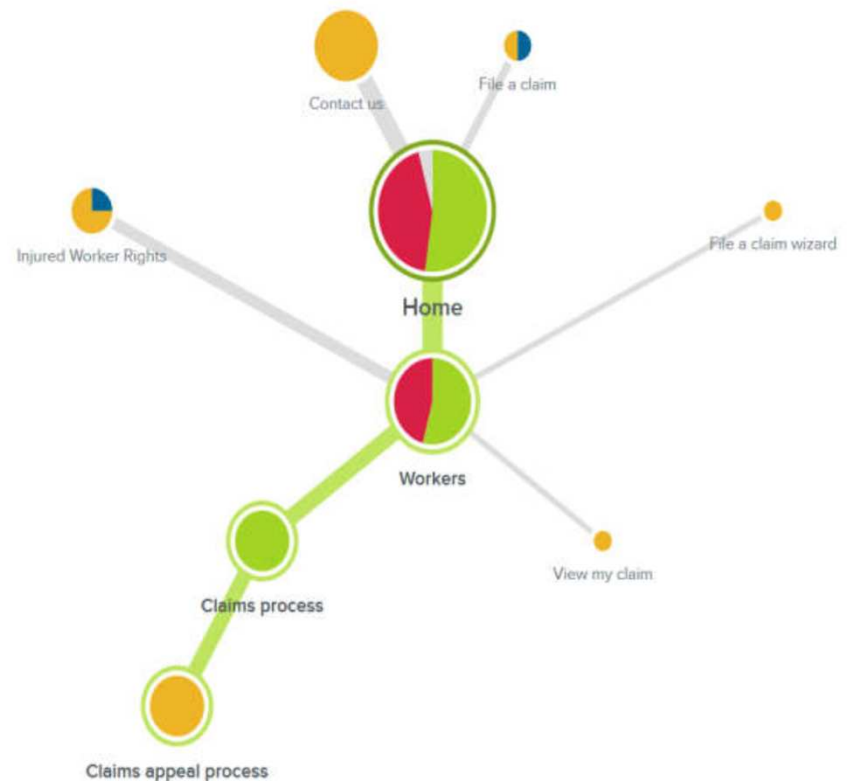 Contact us
File a claim
Injured Worker Rights
File a claim wizard
Home
Workers
View my claim
Claims process
Claims appeal process